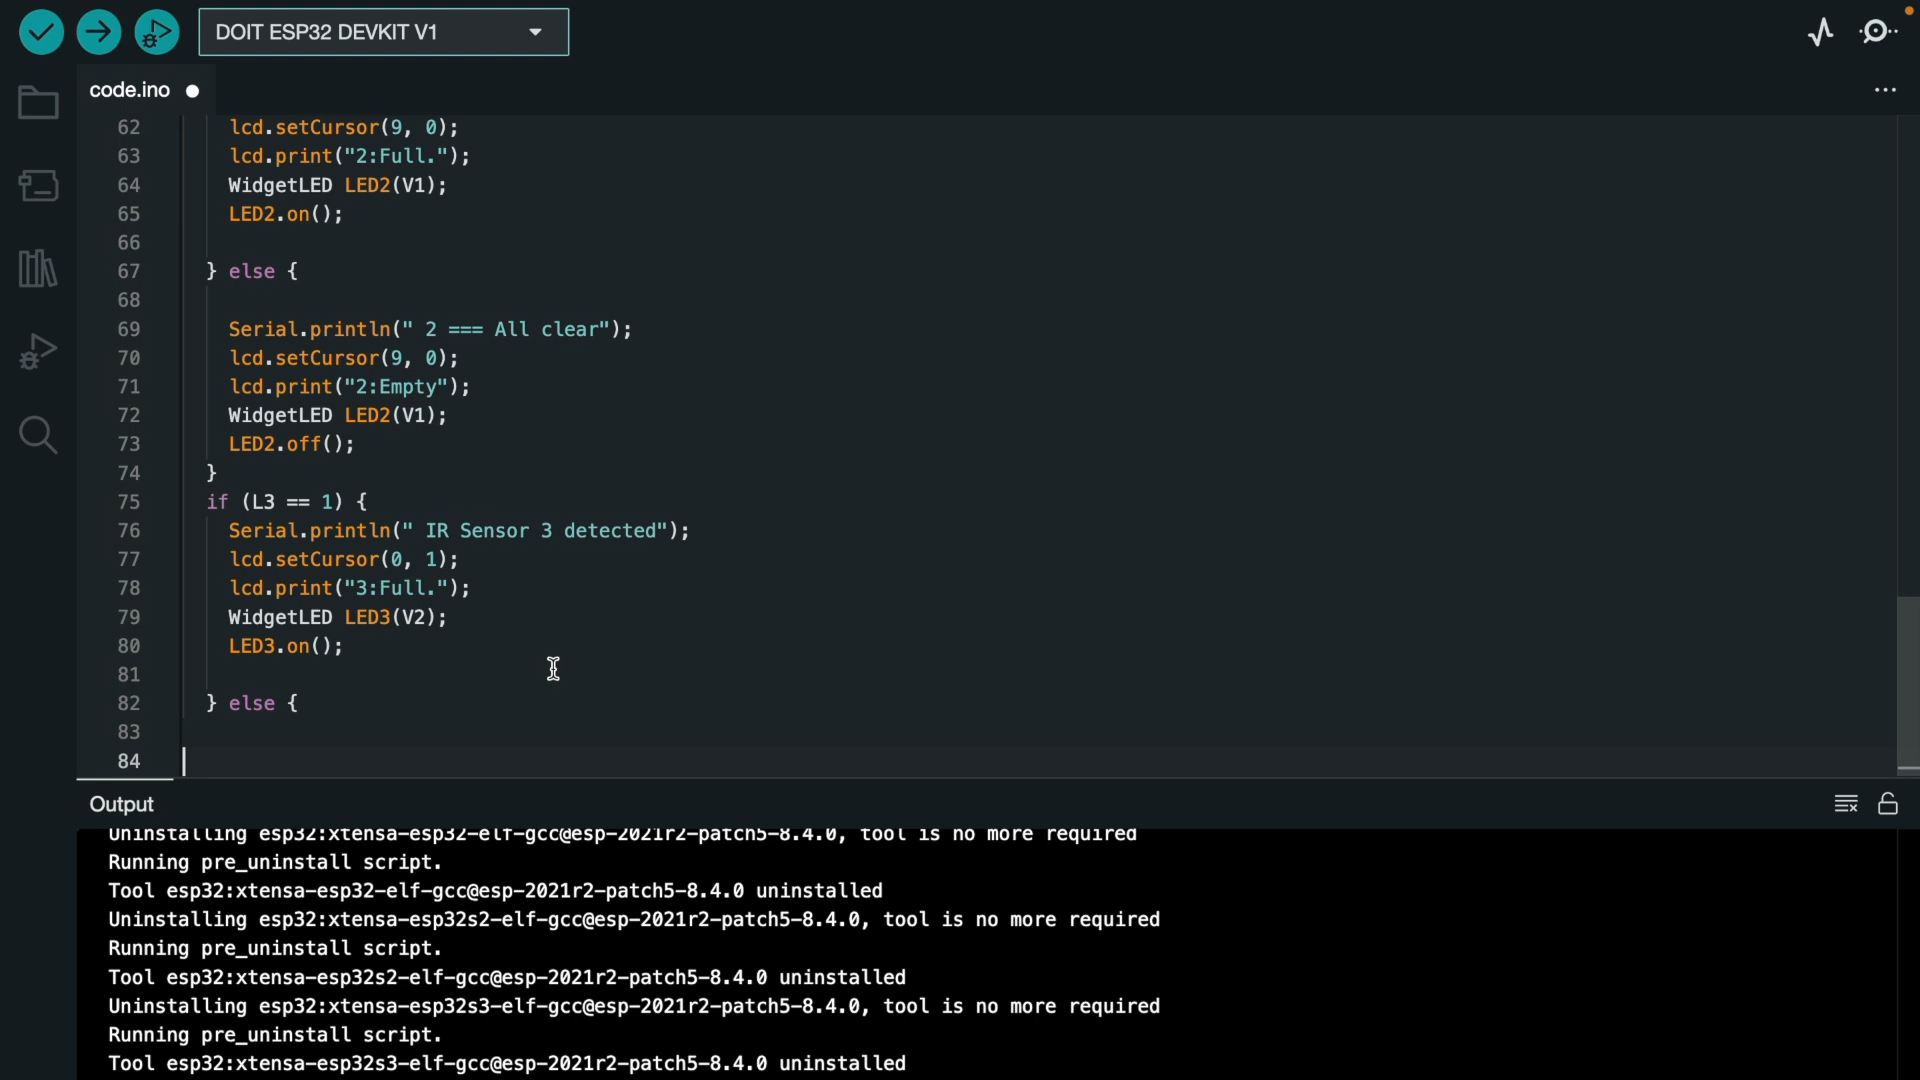 DOIT ESP32 DEVKIT V1
code.ino
62 lcd.setCursor(9, 0);
63 lcd.print("2:Full.");
64 WidgetLED LED2(V1);
65 LED2.on();
66
67 } else {
68
69 Serial.println(" 2 === All clear");
70 lcd.setCursor(9, 0);
71 lcd.print("2:Empty");
72 WidgetLED LED2(V1);
73 LED2.off();
74 }
75 if (L3 == 1) {
76 Serial.println(" IR Sensor 3 detected");
77 lcd.setCursor(0, 1);
78 lcd.print("3:Full.");
79 WidgetLED LED3(V2);
80 LED3.on();
81
82 } else {
83
84
Output
Uninstalling esp32:xtensa-esp32-elf-gcc@esp-2021r2-patch5-8.4.0, tool is no more required
Running pre_uninstall script.
Tool esp32:xtensa-esp32-elf-gcc@esp-2021r2-patch5-8.4.0 uninstalled
Uninstalling esp32:xtensa-esp32s2-elf-gcc@esp-2021r2-patch5-8.4.0, tool is no more required
Running pre_uninstall script.
Tool esp32:xtensa-esp32s2-elf-gcc@esp-2021r2-patch5-8.4.0 uninstalled
Uninstalling esp32:xtensa-esp32s3-elf-gcc@esp-2021r2-patch5-8.4.0, tool is no more required
Running pre_uninstall script.
Tool esp32:xtensa-esp32s3-elf-gcc@esp-2021r2-patch5-8.4.0 uninstalled